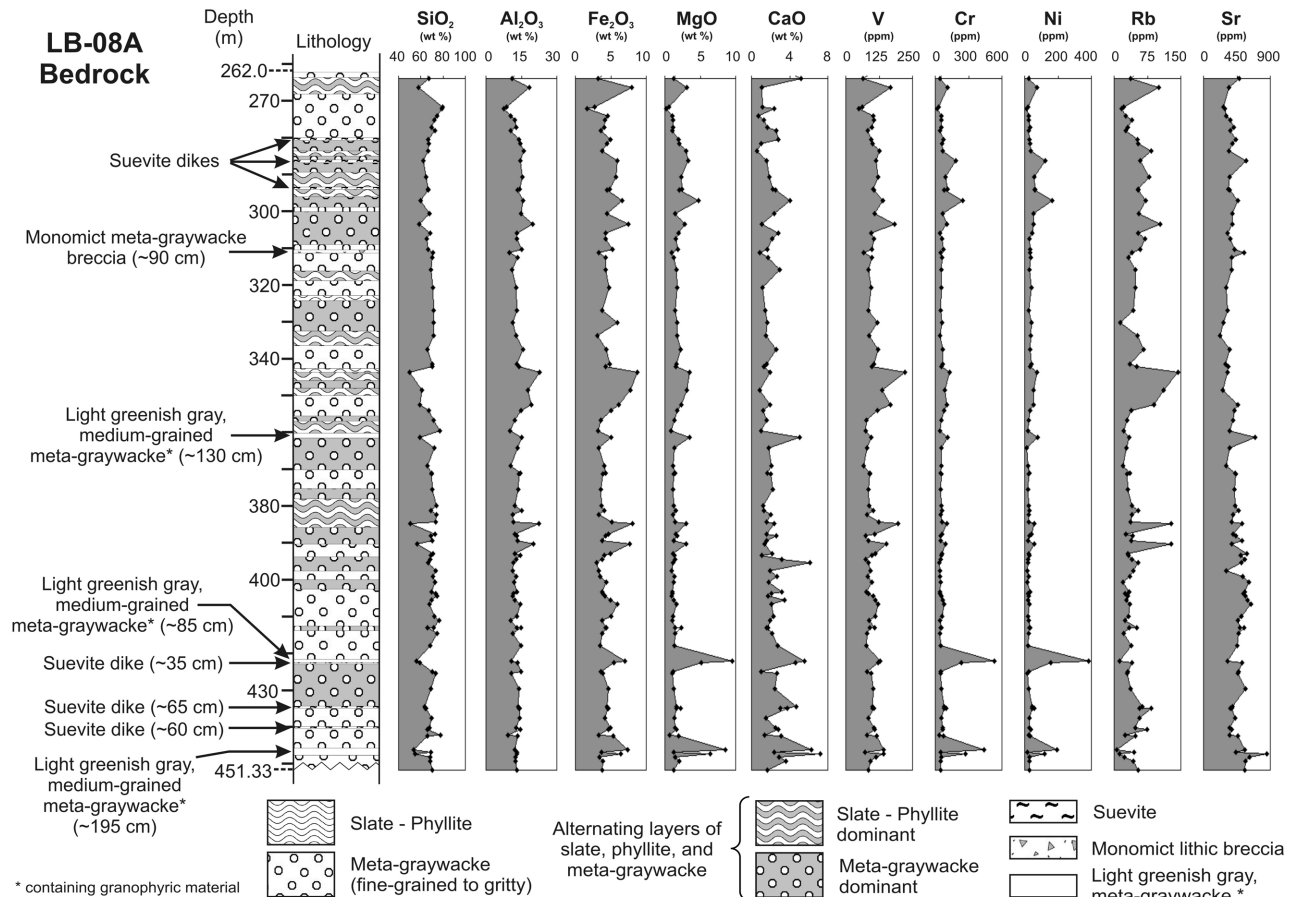 LB-08A
Bedrock
Depth
(m)
Lithology
SiO₂
(wt %)
Al₂O₃
(wt %)
Fe₂O₃
(wt %)
MgO
(wt %)
CaO
(wt %)
V
(ppm)
Cr
(ppm)
Ni
(ppm)
Rb
(ppm)
Sr
(ppm)
40 60 80 100
0 15 30
0 5 10
0 5 10
0 4 8
0 125 250
0 300 600
0 200 400
0 75 150
0 450 900
262.0
270
300
320
340
380
400
430
451.33
Suevite dikes
Monomict meta-graywacke
breccia (~90 cm)
Light greenish gray,
medium-grained
meta-graywacke* (~130 cm)
Light greenish gray,
medium-grained
meta-graywacke* (~85 cm)
Suevite dike (~35 cm)
Suevite dike (~65 cm)
Suevite dike (~60 cm)
Light greenish gray,
medium-grained
meta-graywacke*
(~195 cm)
* containing granophyric material
Slate - Phyllite
Meta-graywacke
(fine-grained to gritty)
Alternating layers of
slate, phyllite, and
meta-graywacke
Slate - Phyllite
dominant
Meta-graywacke
dominant
Suevite
Monomict lithic breccia
Light greenish gray,
meta-graywacke *